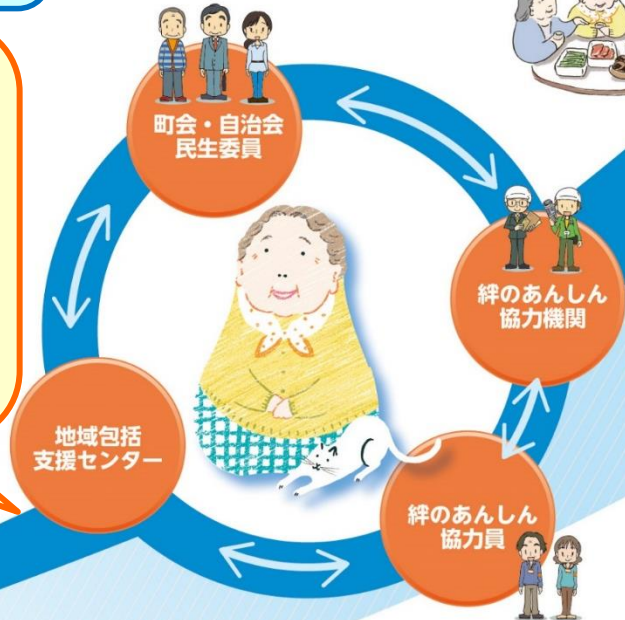 町会・自治会
民生委員
絆のあんしん
協力機関
地域包括
支援センター
絆のあんしん
協力員